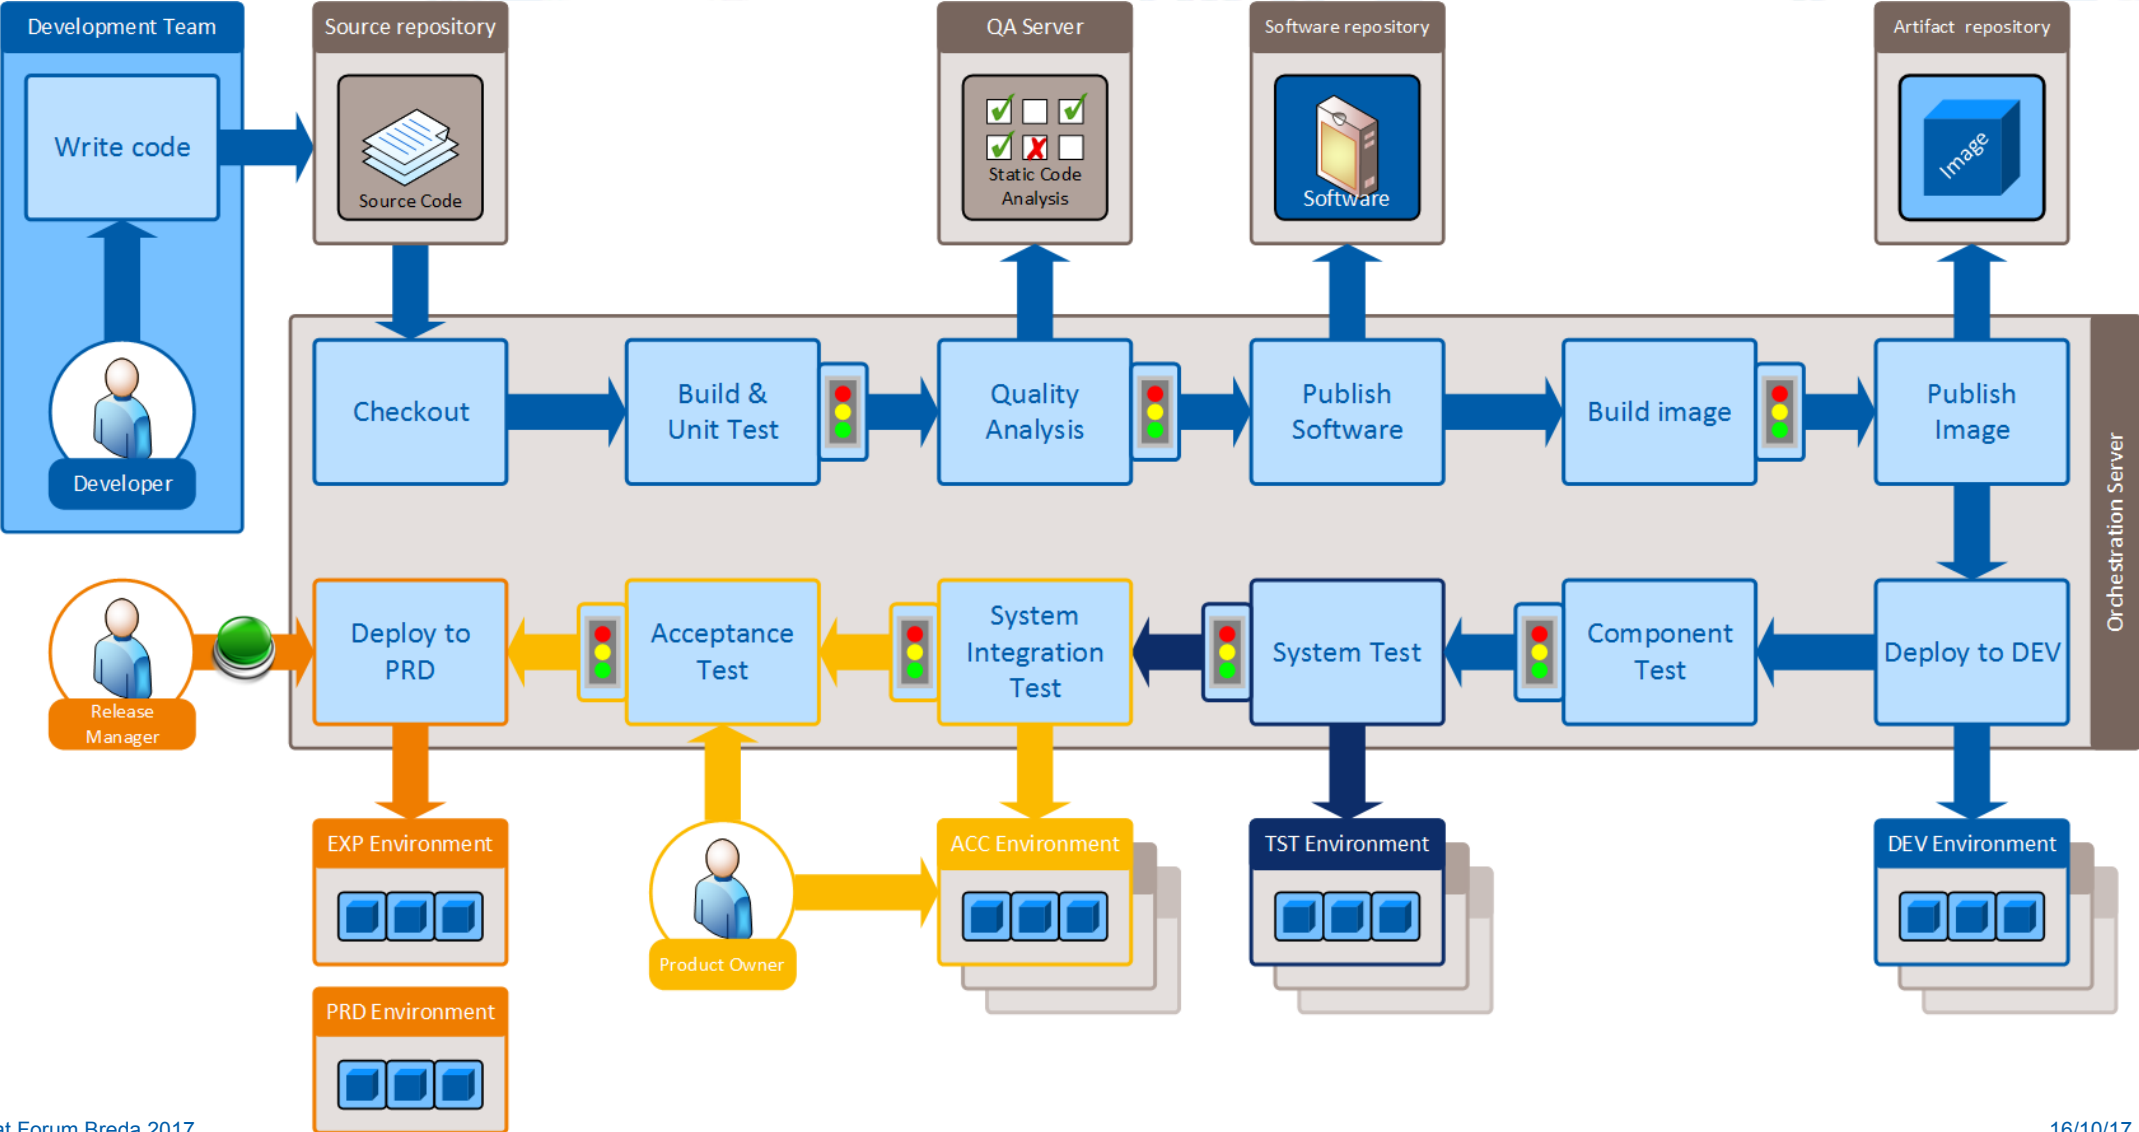 Development Team
Source repository
QA Server
Software repository
Artifact repository
Write code
Source Code
Static Code
Analysis
Software
Image
Checkout
Build &
Unit Test
Quality
Analysis
Publish
Software
Build image
Publish
Image
Developer
Orchestration Server
Release
Manager
Deploy to
PRD
Acceptance
Test
System
Integration
Test
System Test
Component
Test
Deploy to DEV
EXP Environment
Product Owner
ACC Environment
TST Environment
DEV Environment
PRD Environment
at Forum Breda 2017
16/10/17